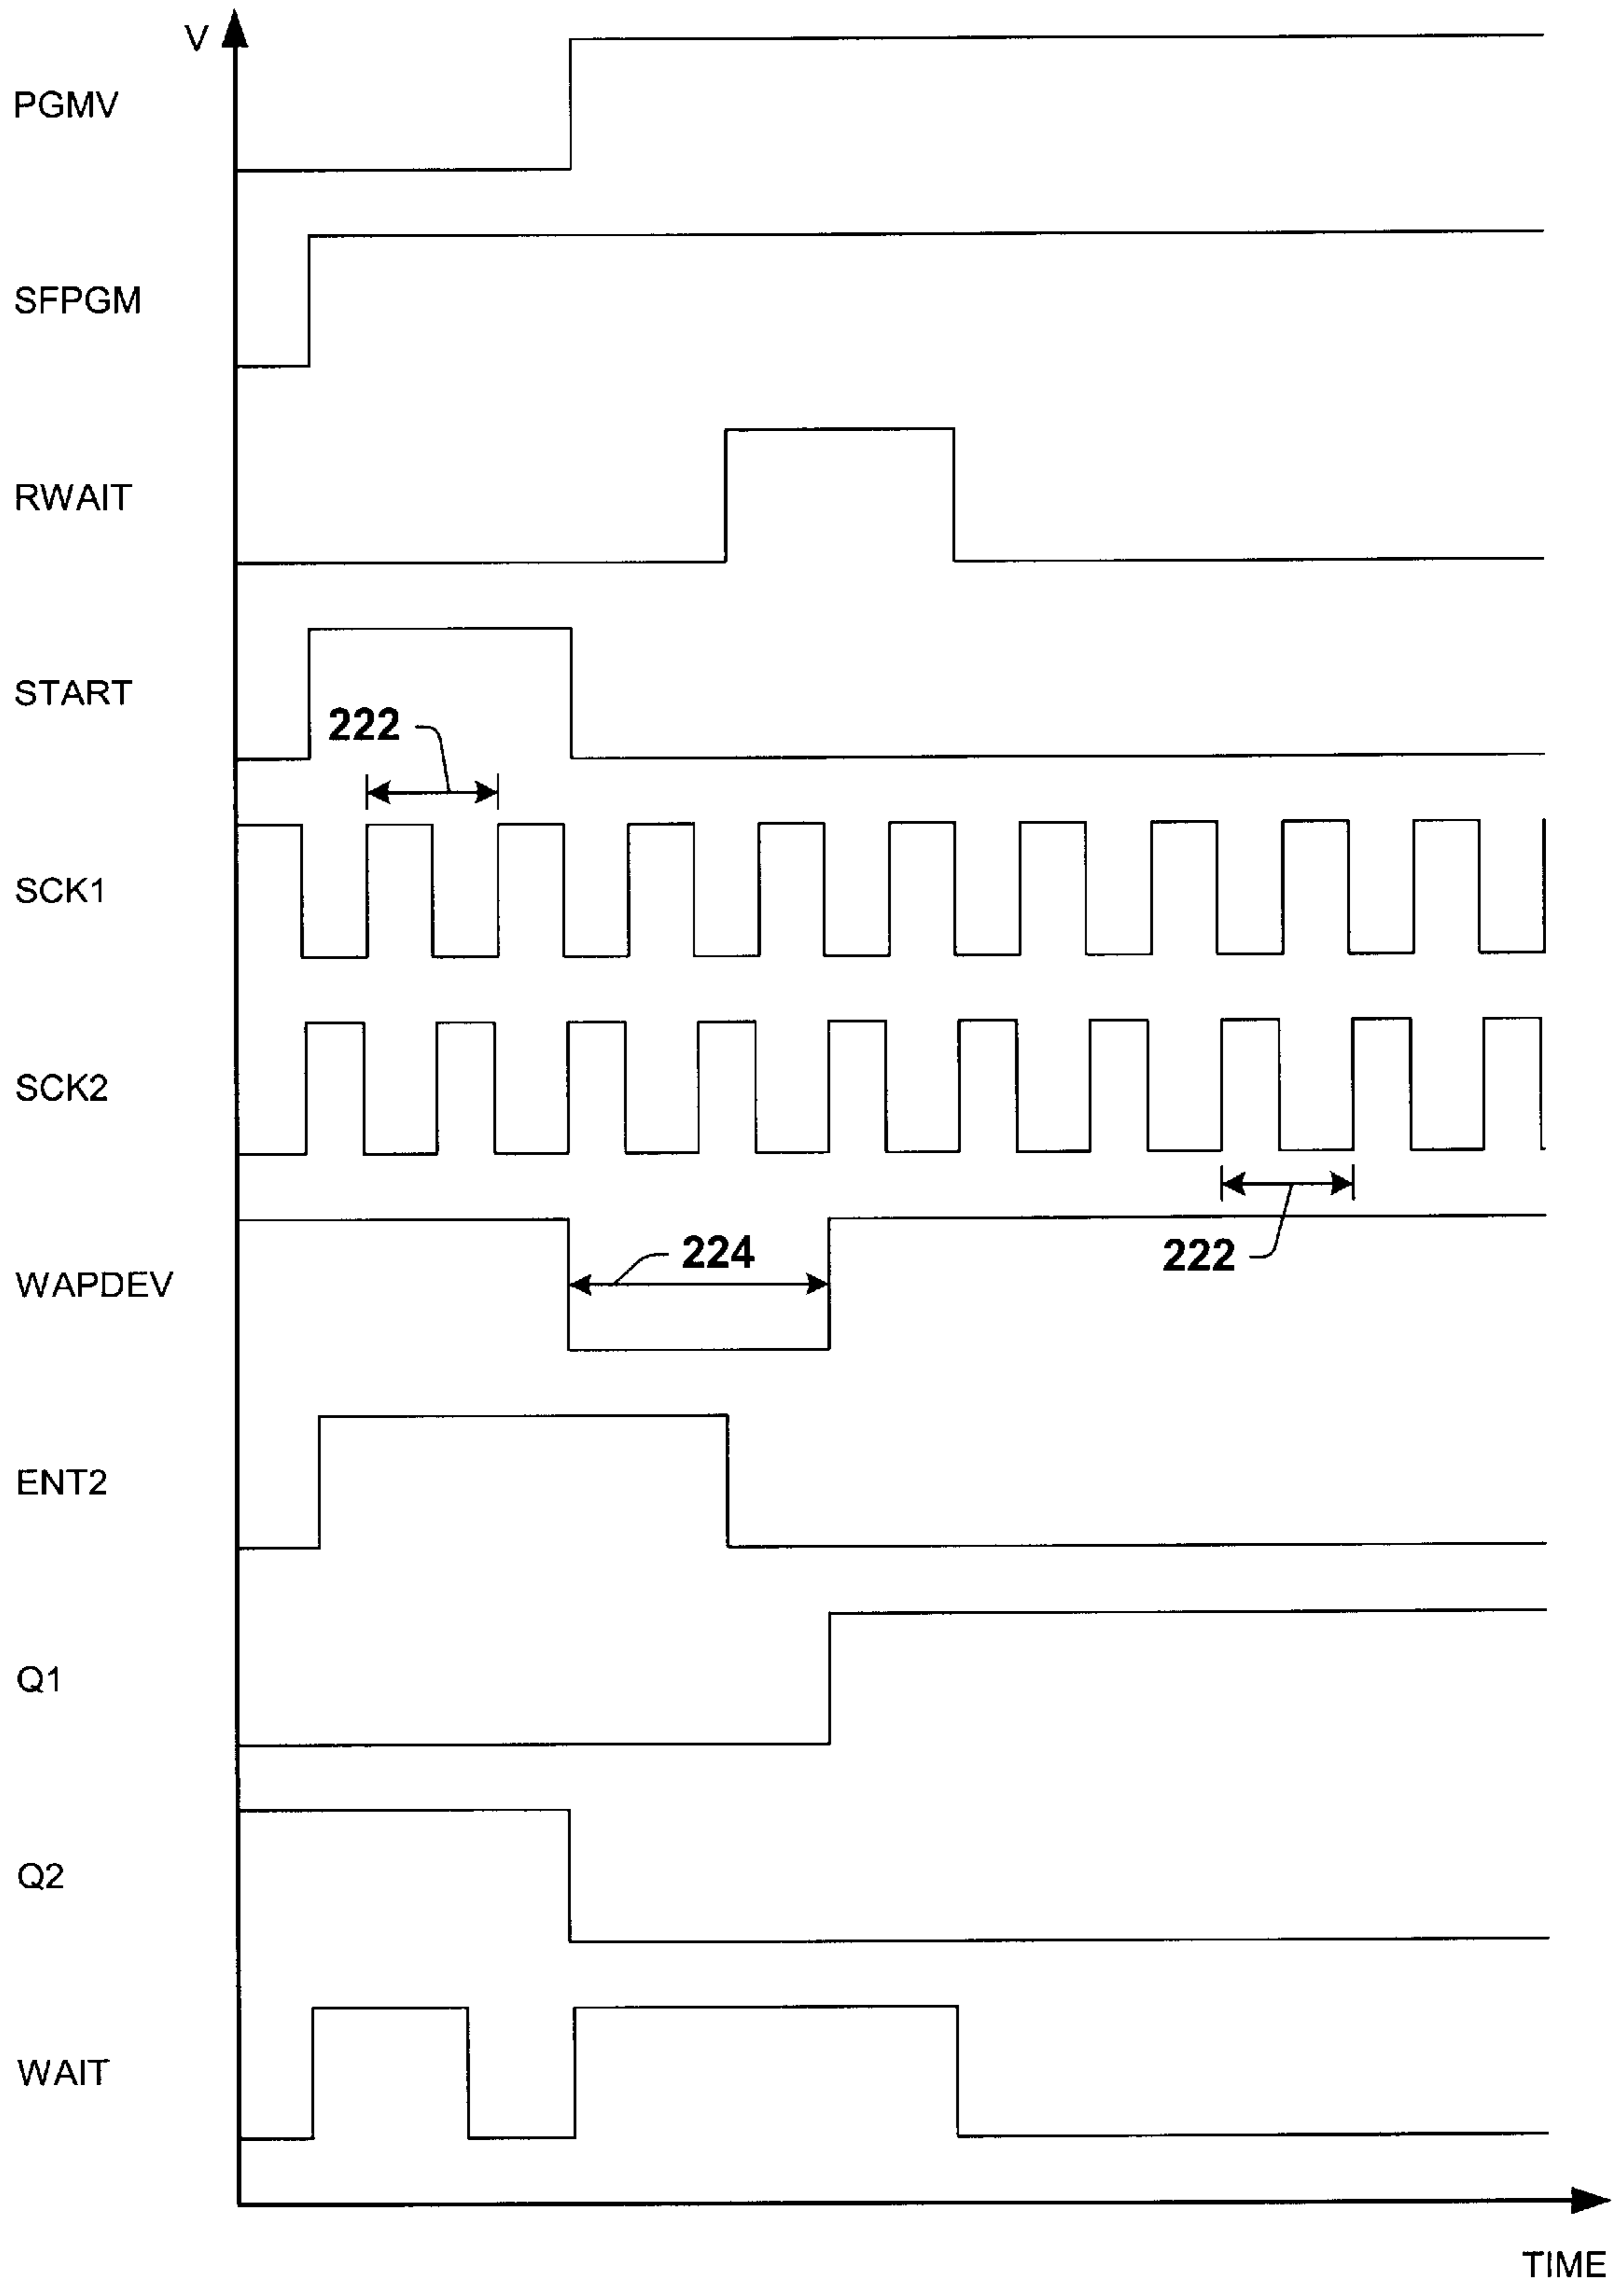 V
PGMV
SFPGM
RWAIT
START
222
SCK1
SCK2
222
224
WAPDEV
ENT2
Q1
Q2
WAIT
TIME